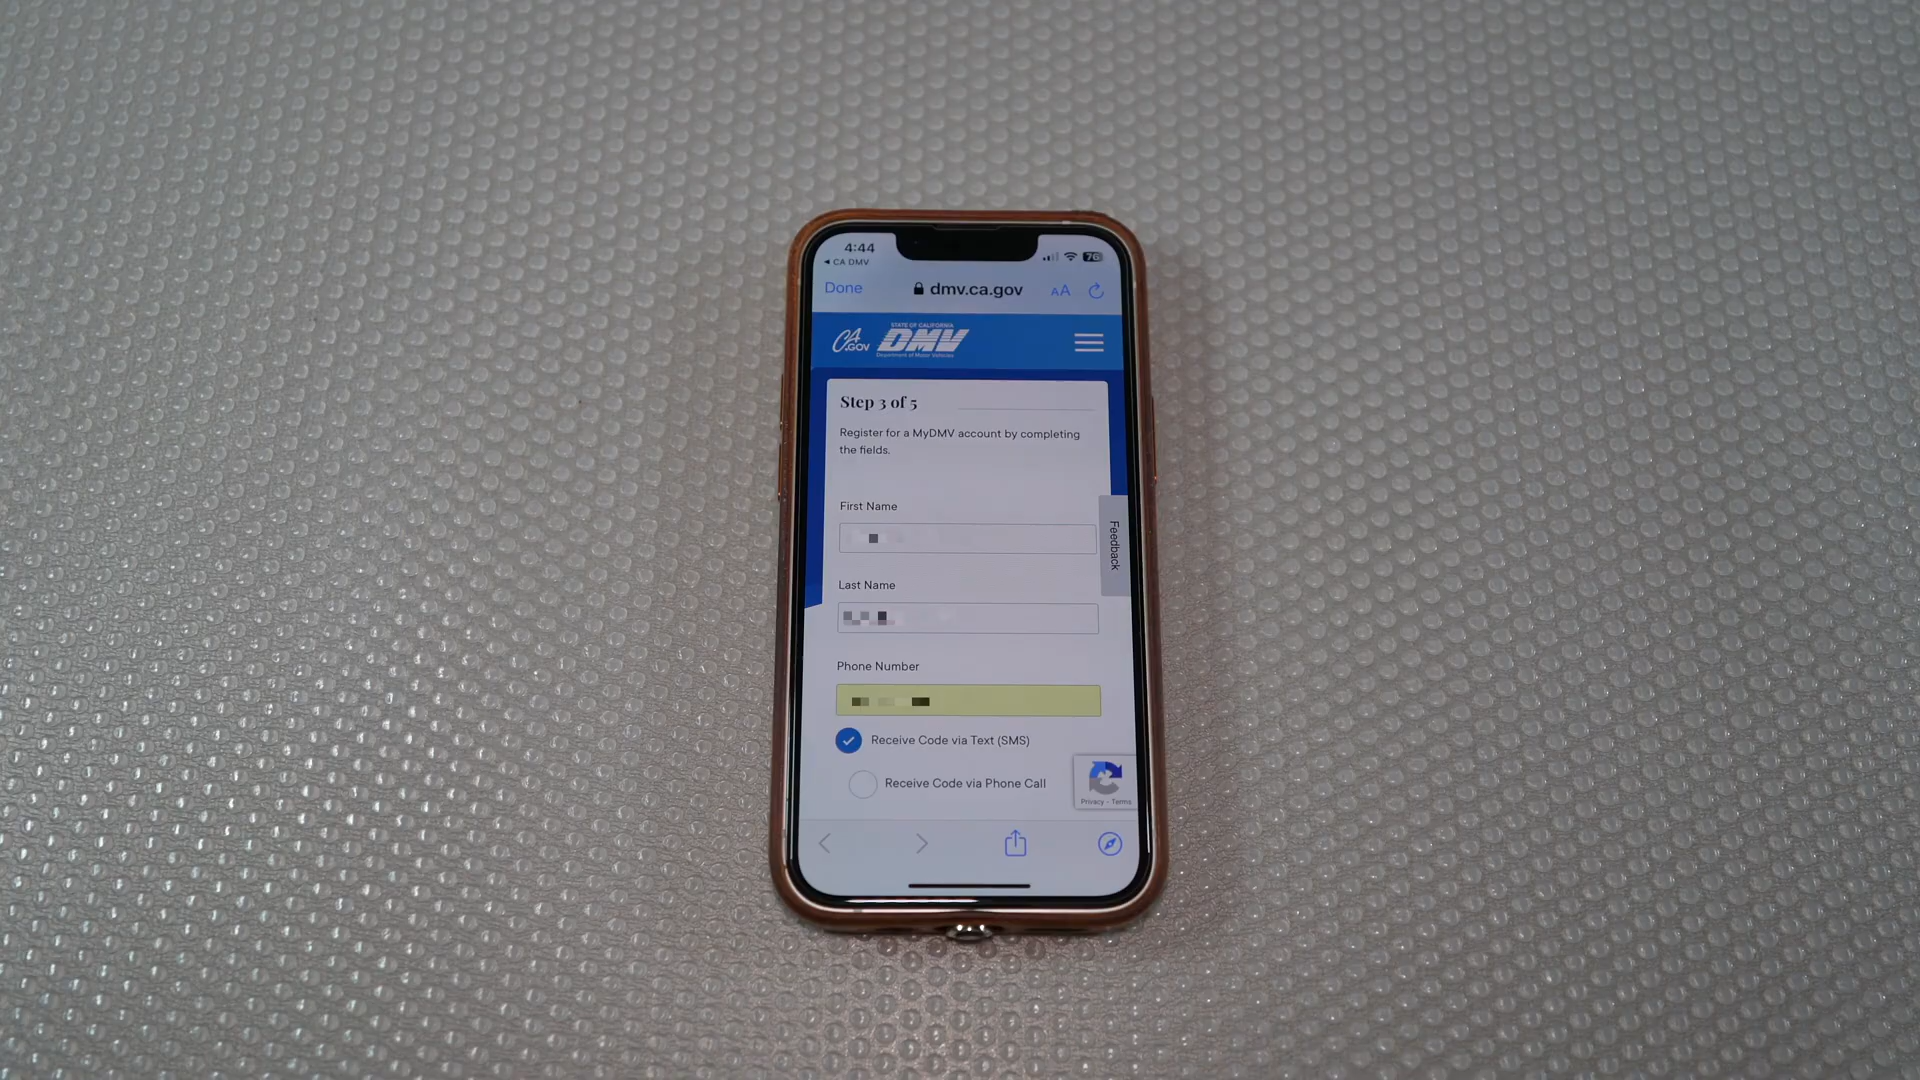 4:44
76
◂ CA DMV
Done
dmv.ca.gov
AA
CA.GOV
STATE OF CALIFORNIA
DMV
Department of Motor Vehicles
Step 3 of 5
Register for a MyDMV account by completing
the fields.
First Name
Feedback
Last Name
Phone Number
Receive Code via Text (SMS)
Receive Code via Phone Call
Privacy - Terms